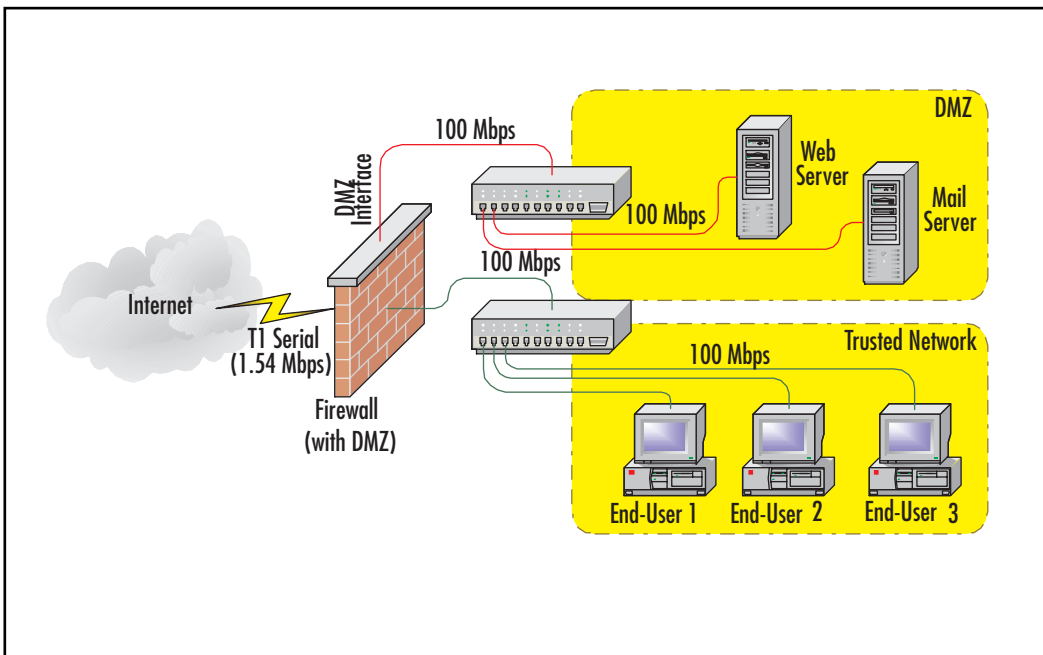 DMZ
100 Mbps
DMZ
Interface
Web
Server
Mail
Server
100 Mbps
100 Mbps
Internet
T1 Serial
(1.54 Mbps)
Firewall
(with DMZ)
Trusted Network
100 Mbps
End-User 1
End-User 2
End-User 3